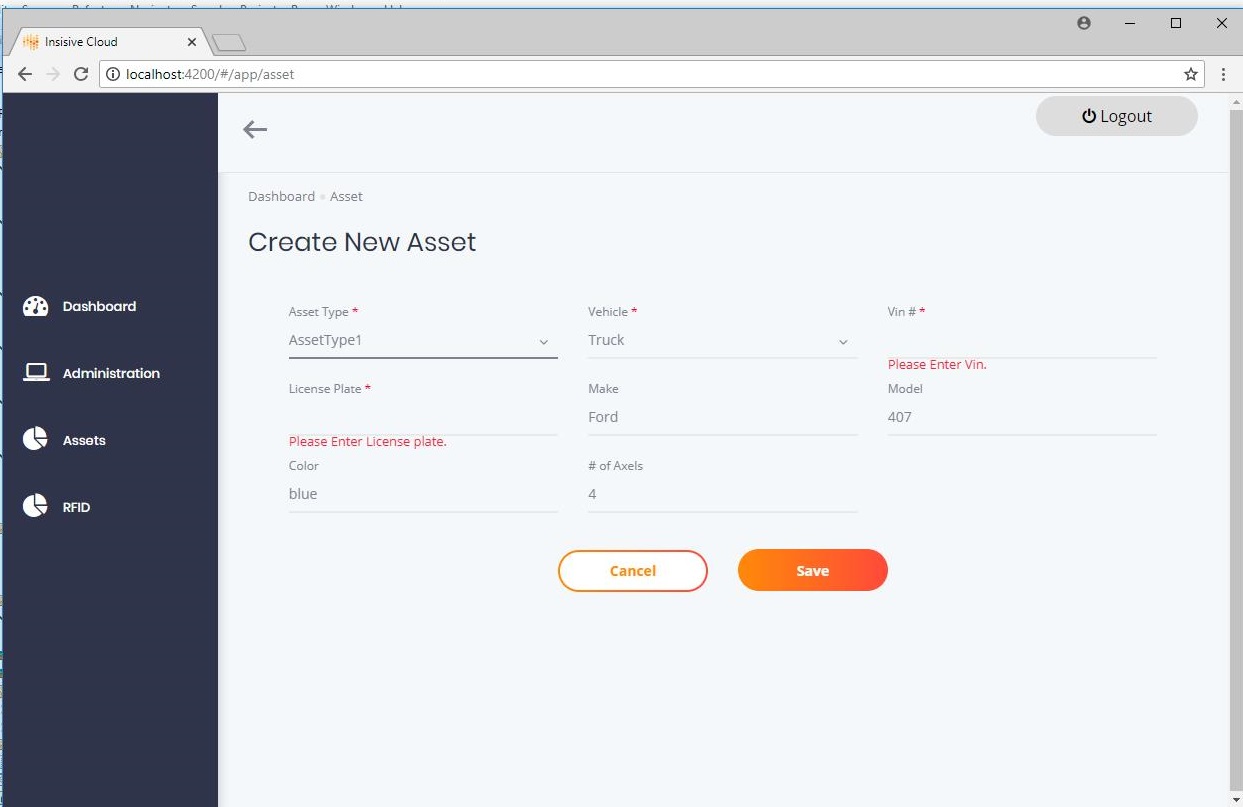 Insisive Cloud
localhost:4200/#/app/asset
Logout
Dashboard Asset
Create New Asset
Dashboard
Administration
Assets
RFID
Asset Type * Vehicle * Vin # *
AssetType1 Truck
Please Enter Vin.
License Plate * Make Model
Ford 407
Please Enter License plate.
Color # of Axels
blue 4
Cancel Save